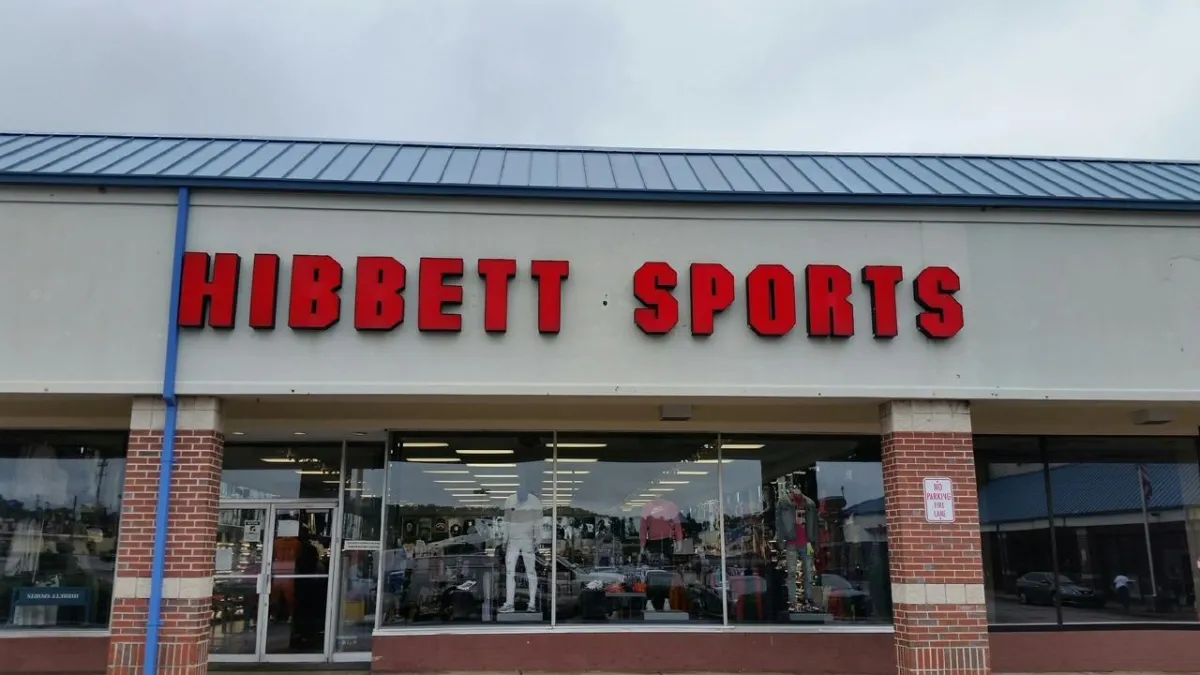 HIBBETT SPORTS
NO
PARKING
FIRE
LANE